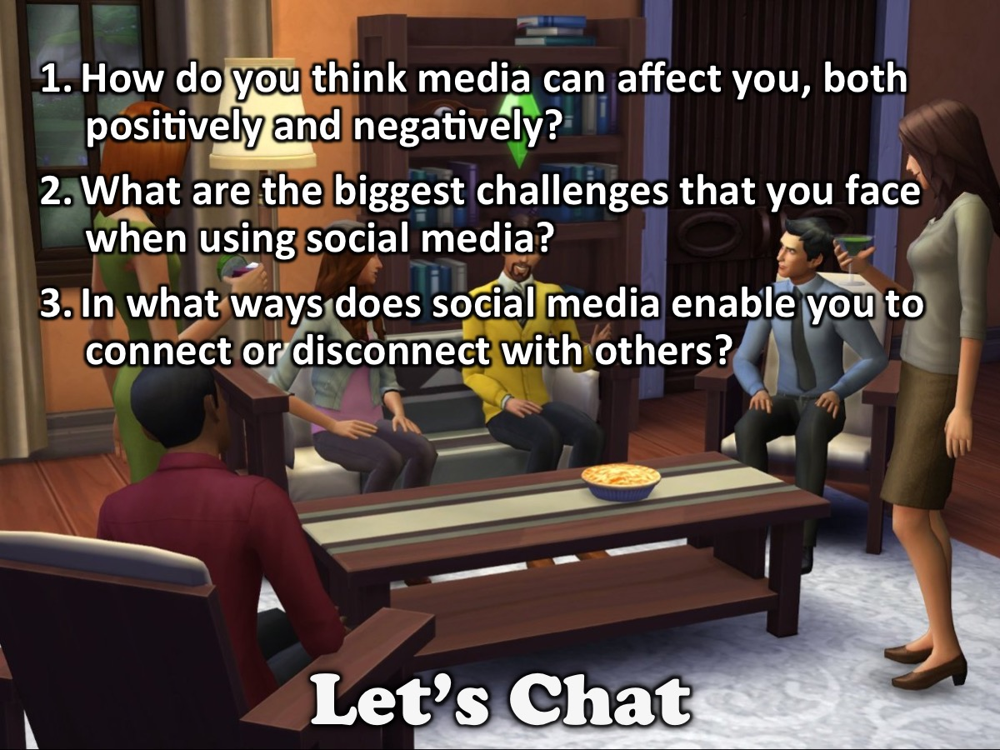 1. How do you think media can affect you, both
positively and negatively?
2. What are the biggest challenges that you face
when using social media?
3. In what ways does social media enable you to
connect or disconnect with others?
Let’s Chat